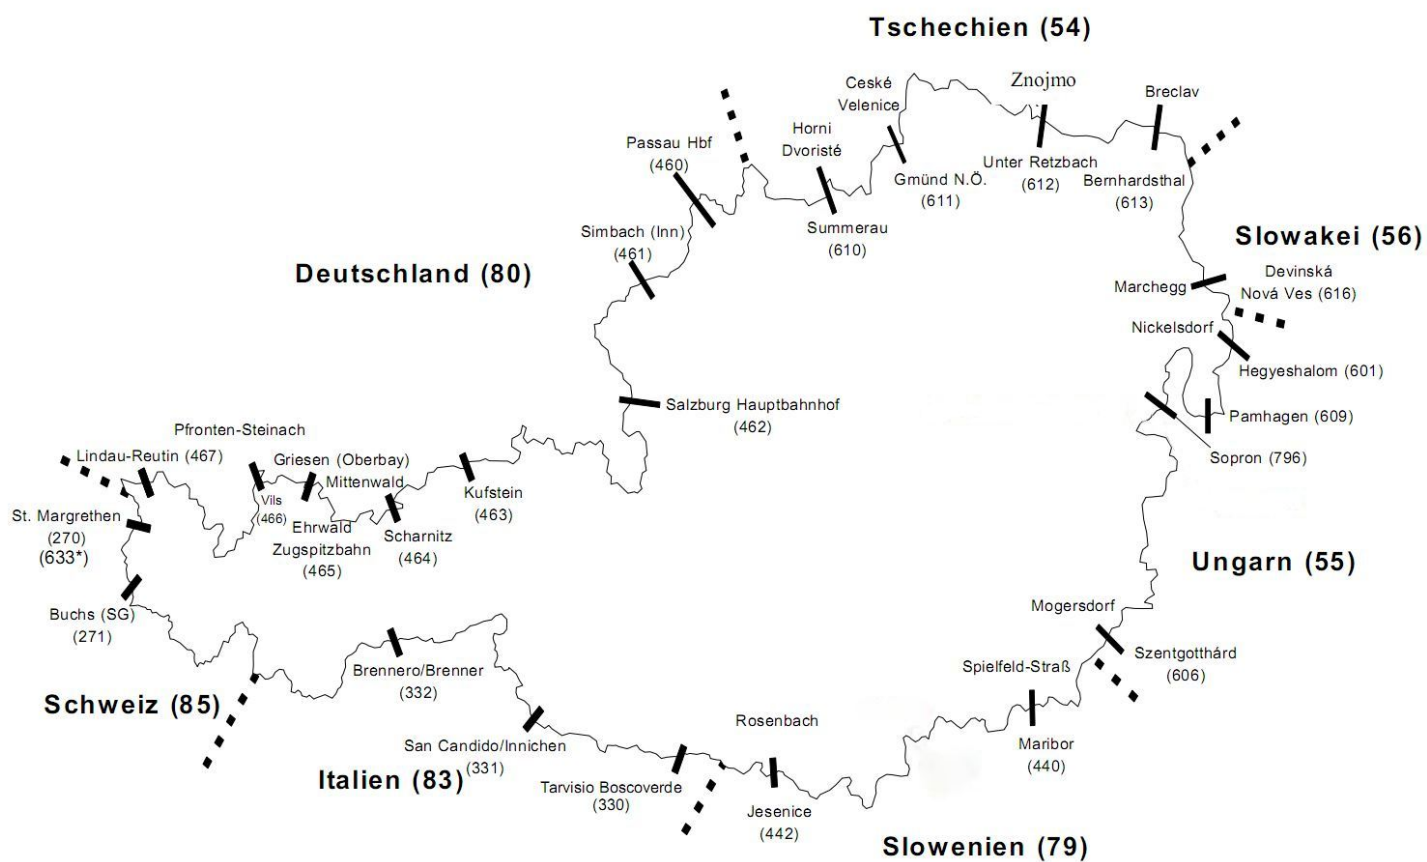 Tschechien (54)
Znojmo
Ceské
Velenice
Breclav
Horni
Dvoristé
Passau Hbf
(460)
Unter Retzbach
(612)
Gmünd N.Ö.
(611)
Bernhardsthal
(613)
Simbach (Inn)
(461)
Summerau
(610)
Slowakei (56)
Deutschland (80)
Devinská
Nová Ves (616)
Marchegg
Nickelsdorf
Hegyeshalom (601)
Salzburg Hauptbahnhof
(462)
Pamhagen (609)
Sopron (796)
Pfronten-Steinach
Lindau-Reutin (467)
Griesen (Oberbay)
Mittenwald
Kufstein
(463)
Vils
(466)
St. Margrethen
(270)
(633*)
Ehrwald
Zugspitzbahn
(465)
Scharnitz
(464)
Ungarn (55)
Buchs (SG)
(271)
Mogersdorf
Szentgotthárd
(606)
Brennero/Brenner
(332)
Spielfeld-Straß
Schweiz (85)
Rosenbach
San Candido/Innichen
(331)
Maribor
(440)
Italien (83)
Tarvisio Boscoverde
(330)
Jesenice
(442)
Slowenien (79)